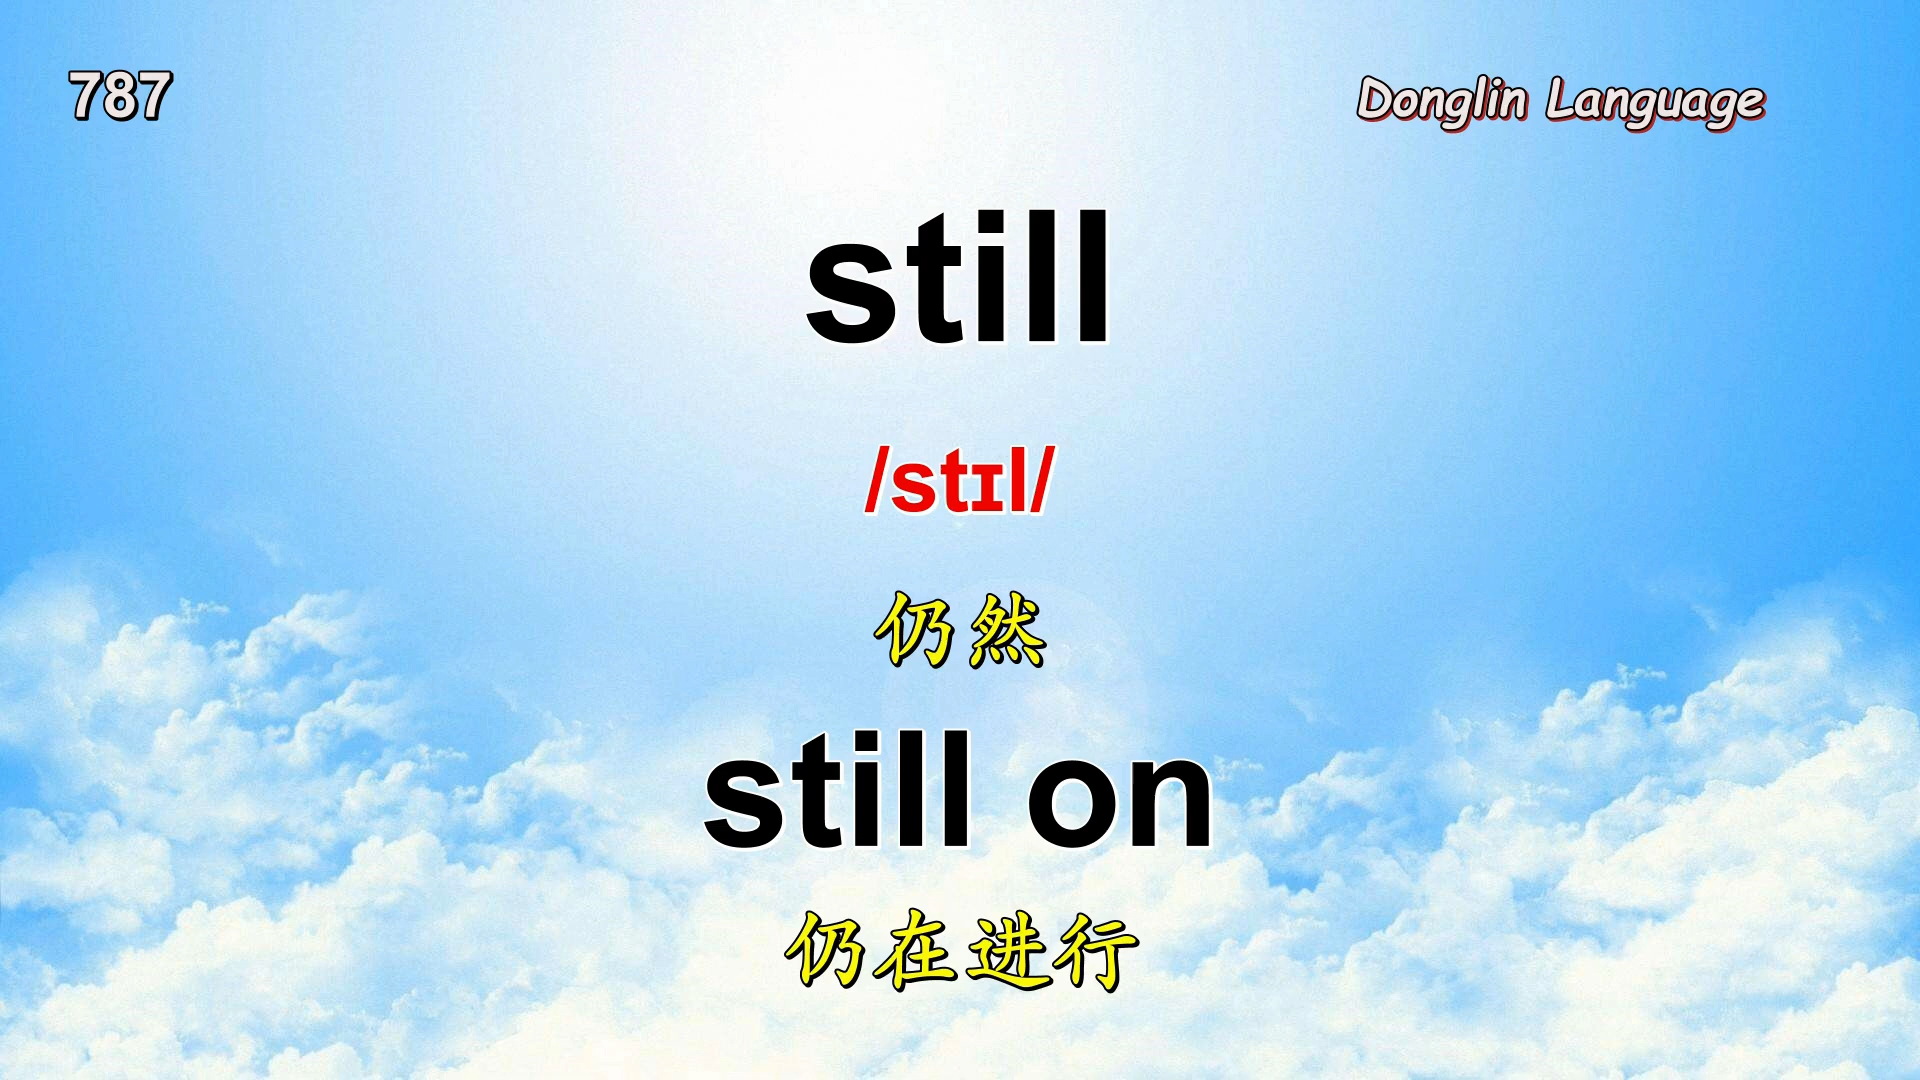 787
Donglin Language
still
/stɪl/
仍然
still on
仍在进行